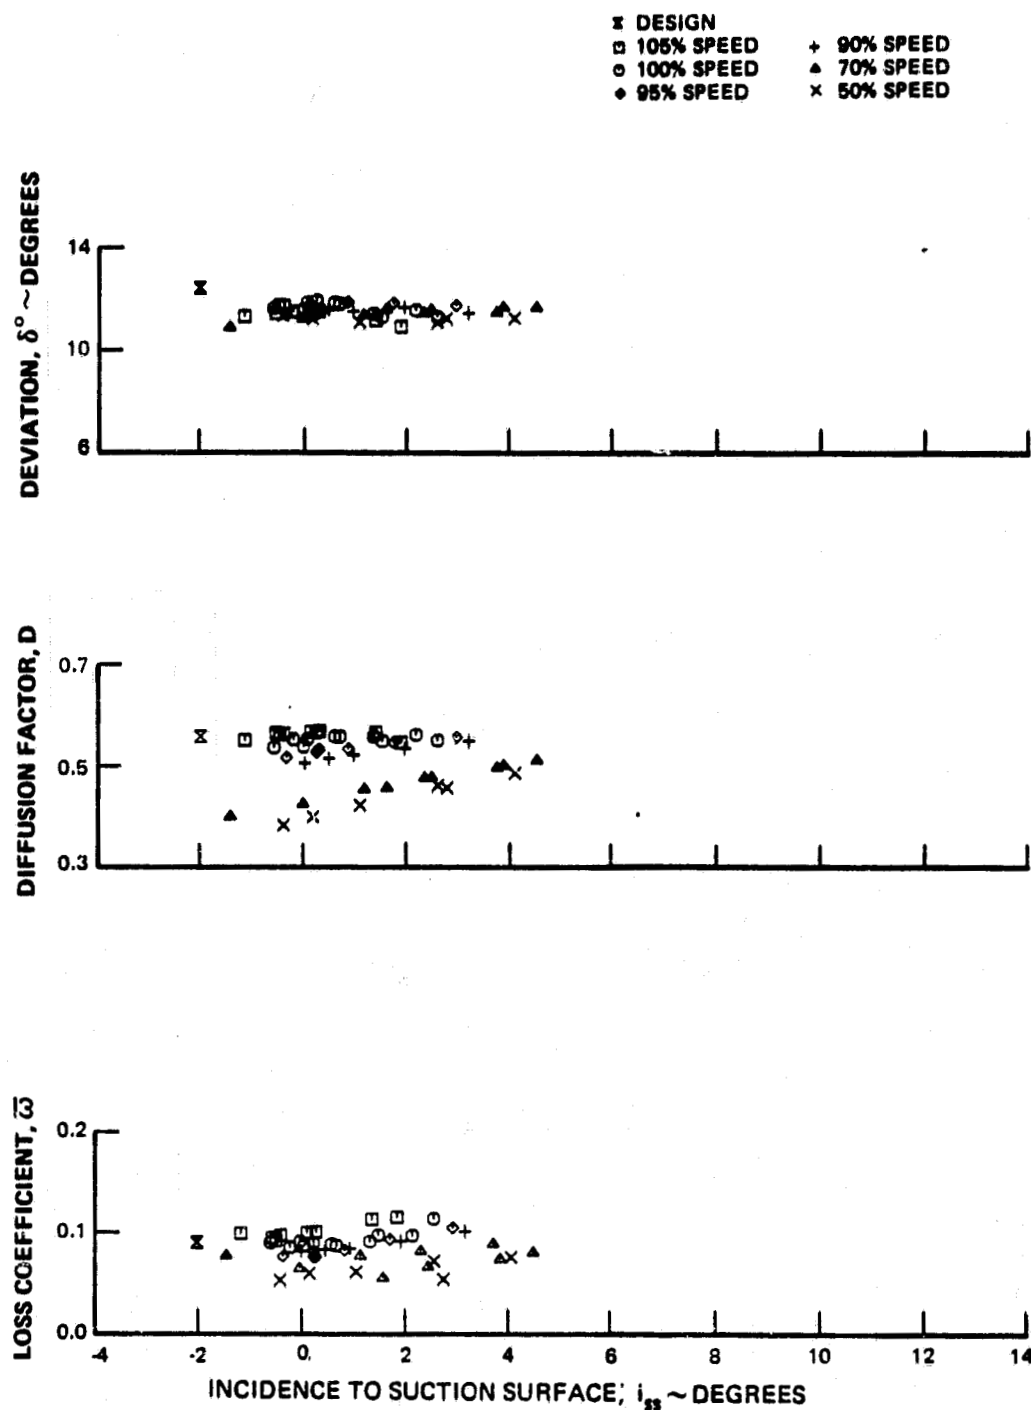 DESIGN
105% SPEED
100% SPEED
95% SPEED
90% SPEED
70% SPEED
50% SPEED
DEVIATION, δ° ~ DEGREES
14
10
6
DIFFUSION FACTOR, D
0.7
0.5
0.3
LOSS COEFFICIENT, ω̅
0.2
0.1
0.0
-4 -2 0 2 4 6 8 10 12 14
INCIDENCE TO SUCTION SURFACE, iss ~ DEGREES